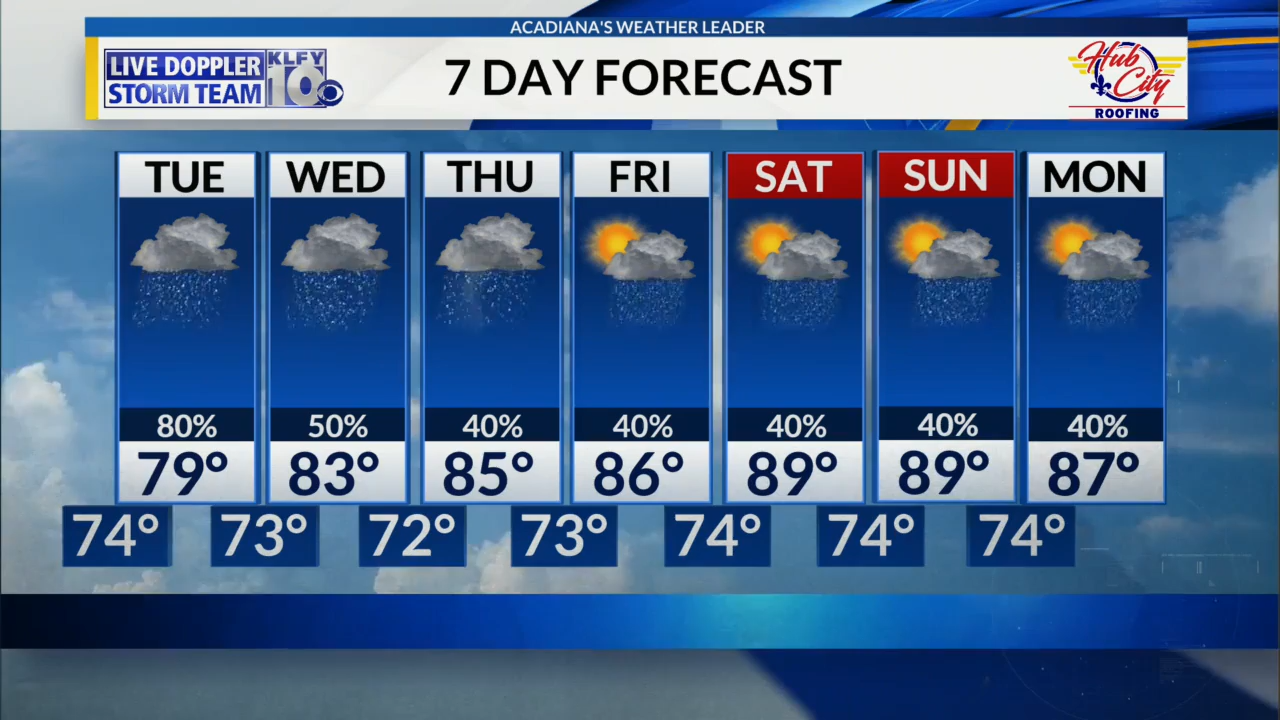 ACADIANA'S WEATHER LEADER
LIVE DOPPLER
STORM TEAM
KLFY
10
7 DAY FORECAST
Hub
City
ROOFING
TUE WED THU FRI SAT SUN MON
80% 50% 40% 40% 40% 40% 40%
79° 83° 85° 86° 89° 89° 87°
74° 73° 72° 73° 74° 74° 74°